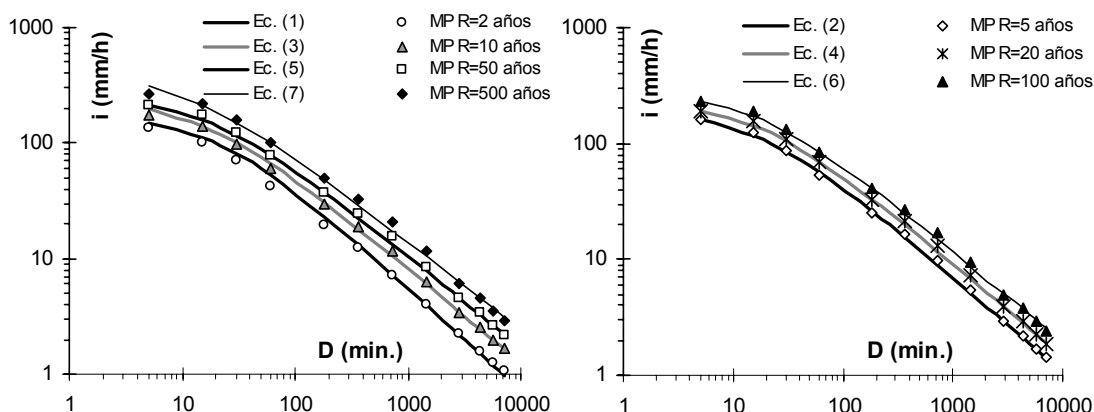 1000
100
10
1
i (mm/h)
Ec. (1)
Ec. (3)
Ec. (5)
Ec. (7)
MP R=2 años
MP R=10 años
MP R=50 años
MP R=500 años
D (min.)
1 10 100 1000 10000
1000
100
10
1
i (mm/h)
Ec. (2)
Ec. (4)
Ec. (6)
MP R=5 años
MP R=20 años
MP R=100 años
D (min.)
1 10 100 1000 10000